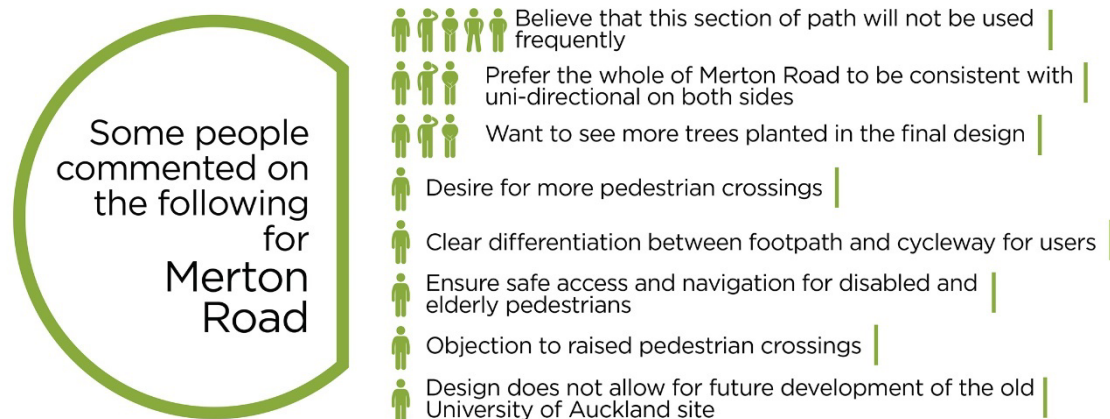 Some people
commented on
the following
for
Merton
Road
Believe that this section of path will not be used
frequently
Prefer the whole of Merton Road to be consistent with
uni-directional on both sides
Want to see more trees planted in the final design
Desire for more pedestrian crossings
Clear differentiation between footpath and cycleway for users
Ensure safe access and navigation for disabled and
elderly pedestrians
Objection to raised pedestrian crossings
Design does not allow for future development of the old
University of Auckland site